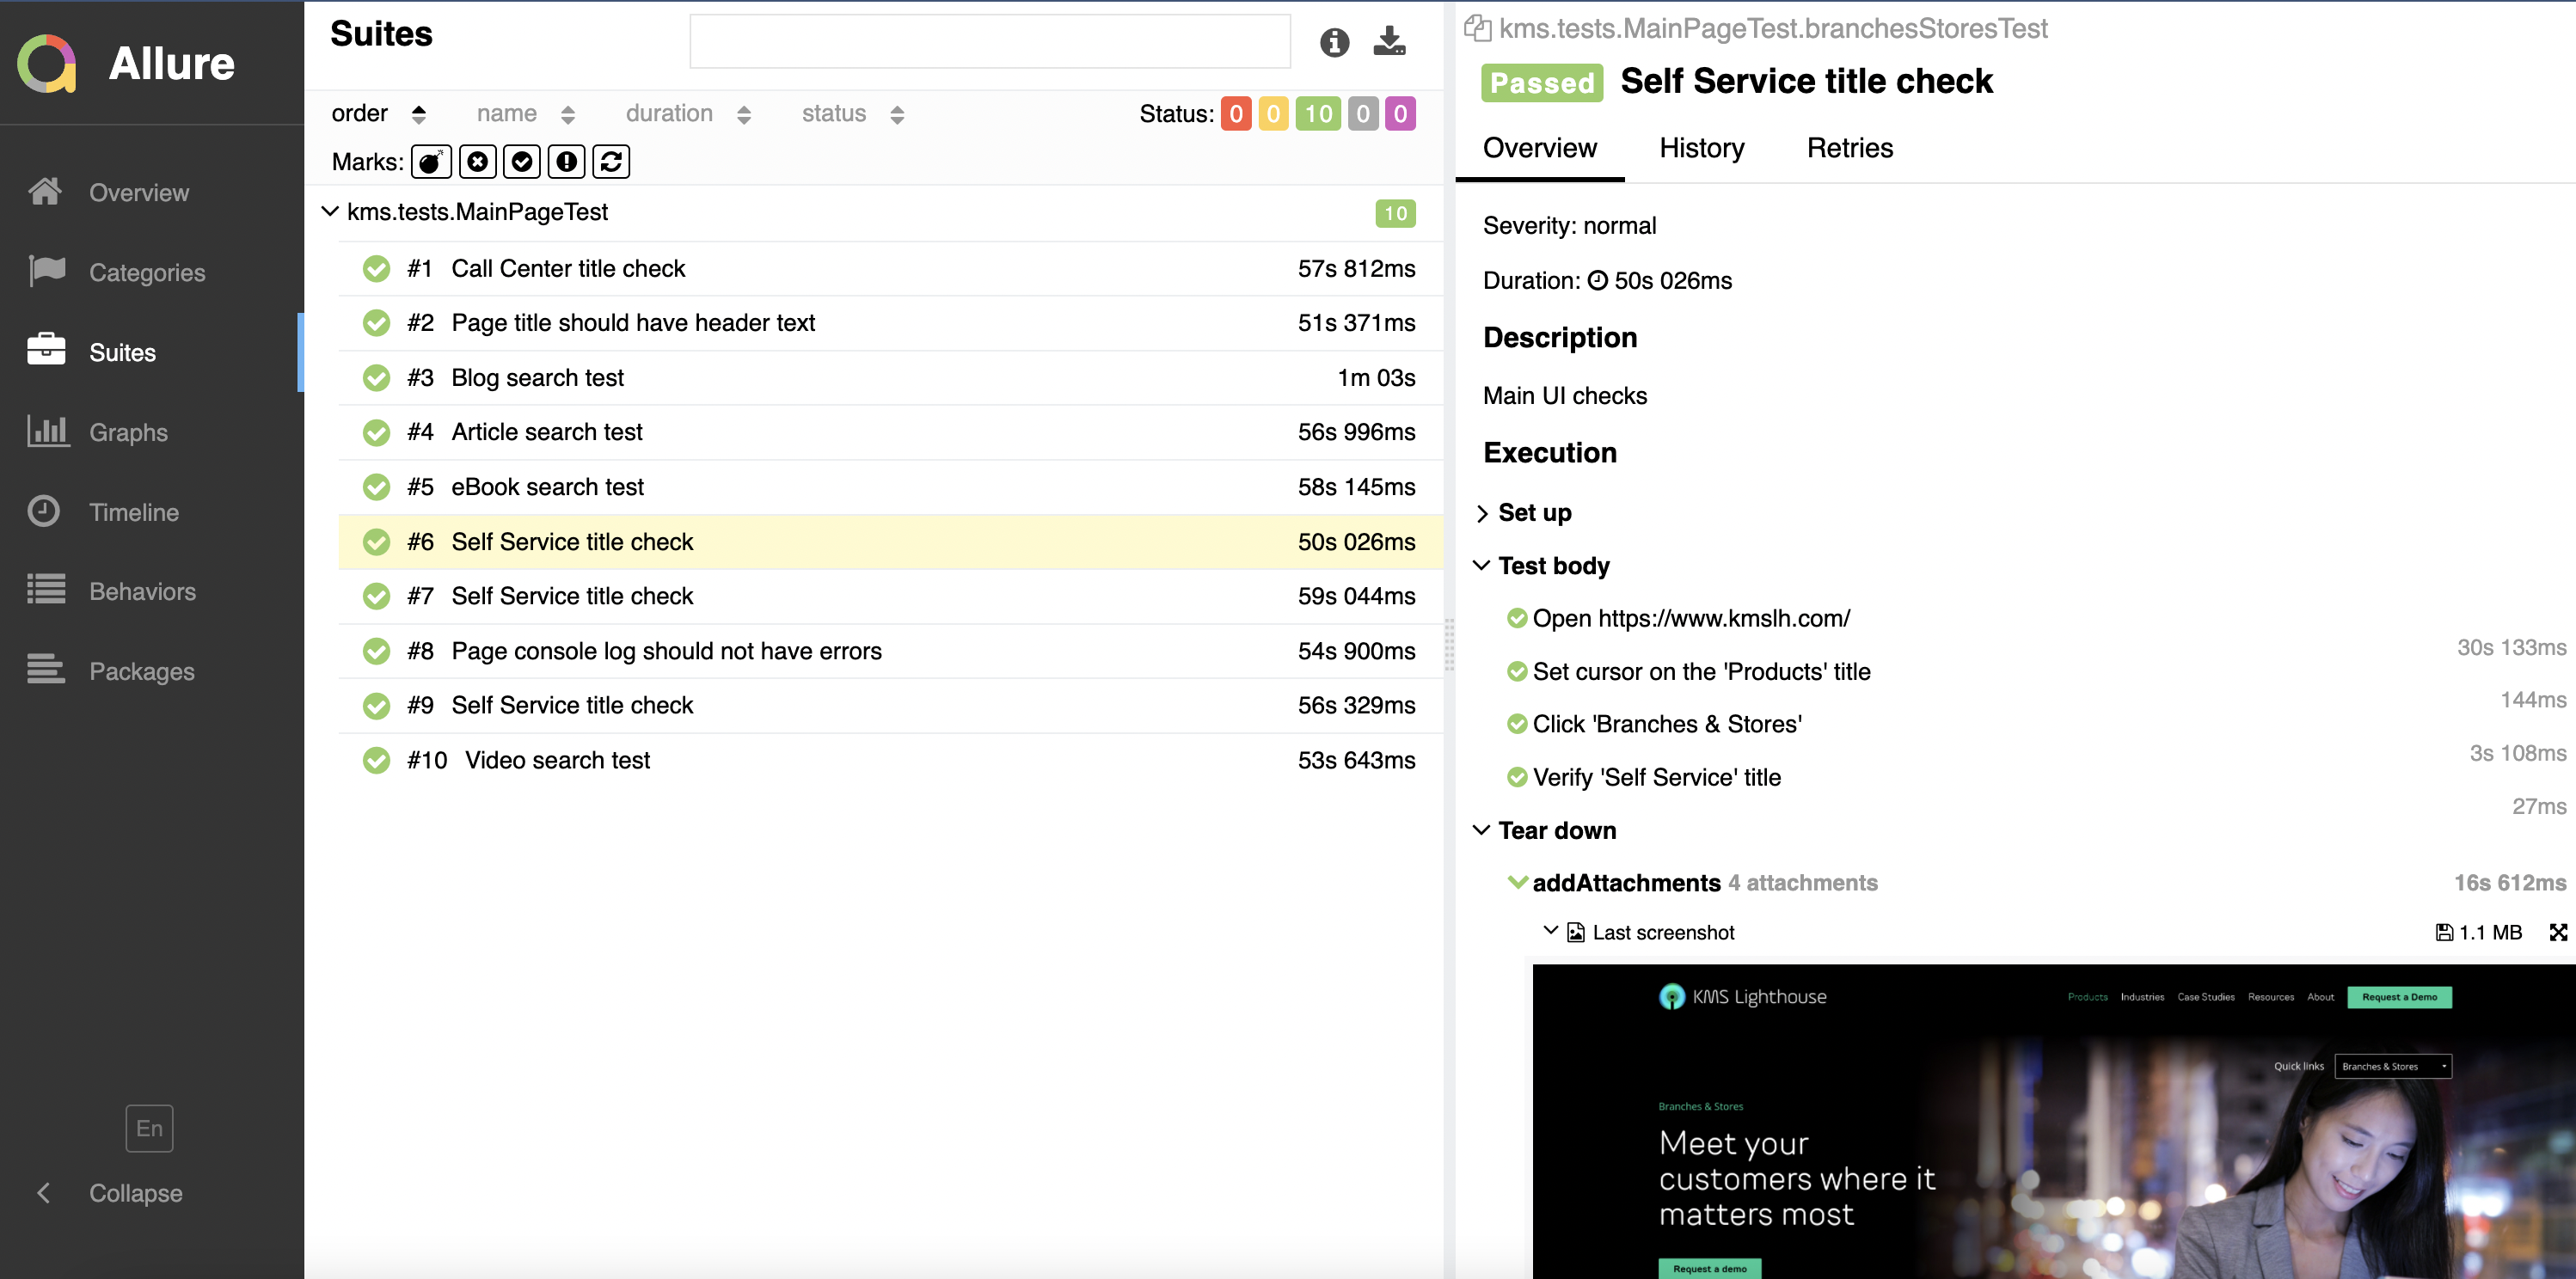 Allure
Overview
Categories
Suites
Graphs
Timeline
Behaviors
Packages
En
Collapse
Suites
order name duration status
Status: 0 0 10 0 0
Marks:
kms.tests.MainPageTest 10
#1 Call Center title check 57s 812ms
#2 Page title should have header text 51s 371ms
#3 Blog search test 1m 03s
#4 Article search test 56s 996ms
#5 eBook search test 58s 145ms
#6 Self Service title check 50s 026ms
#7 Self Service title check 59s 044ms
#8 Page console log should not have errors 54s 900ms
#9 Self Service title check 56s 329ms
#10 Video search test 53s 643ms
kms.tests.MainPageTest.branchesStoresTest
Passed Self Service title check
Overview History Retries
Severity: normal
Duration: 50s 026ms
Description
Main UI checks
Execution
Set up
Test body
Open https://www.kmslh.com/
30s 133ms
Set cursor on the 'Products' title
144ms
Click 'Branches & Stores'
3s 108ms
Verify 'Self Service' title
27ms
Tear down
addAttachments 4 attachments 16s 612ms
Last screenshot 1.1 MB
KMS Lighthouse Products Industries Case Studies Resources About Request a Demo
Quick links Branches & Stores
Branches & Stores
Meet your
customers where it
matters most
Request a demo